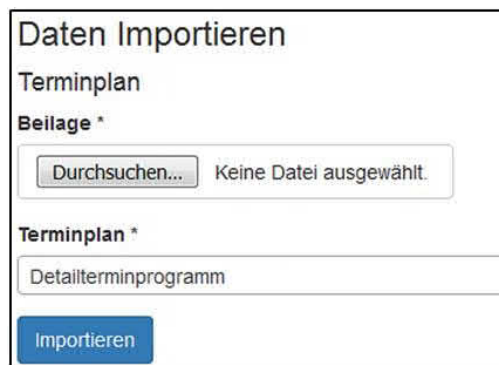 Daten Importieren
Terminplan
Beilage *
Durchsuchen... Keine Datei ausgewählt.
Terminplan *
Detailterminprogramm
Importieren